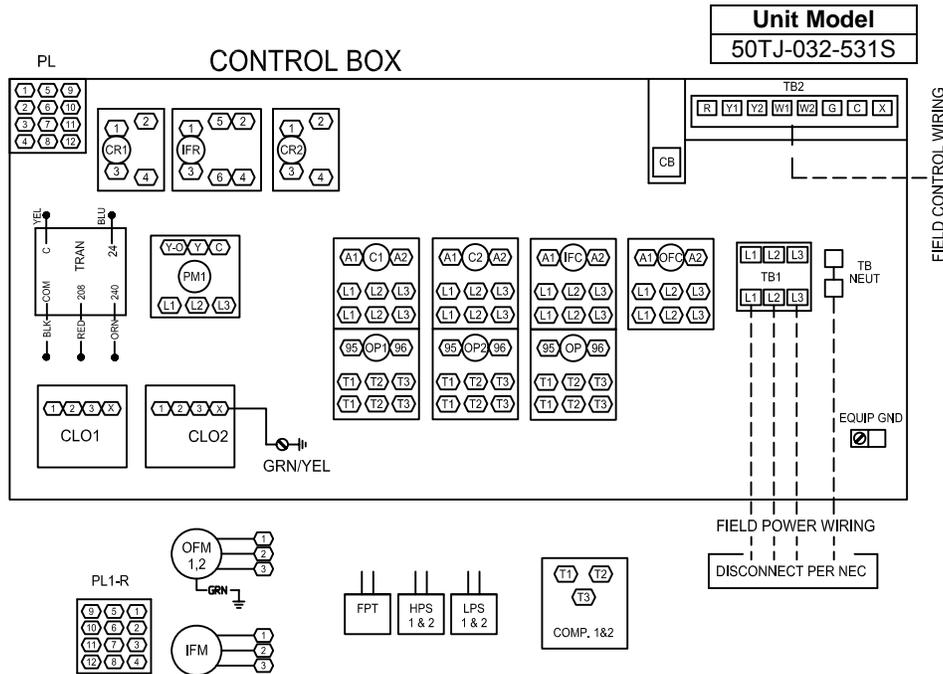 Unit Model
50TJ-032-531S
PL
CONTROL BOX
1 5 9
2 6 10
3 7 11
4 8 12
1 2
CR1
3 4
1 5 2
IFR
3 6 4
1 2
CR2
3 4
CB
TB2
R Y1 Y2 W1 W2 G C X
FIELD CONTROL WIRING
YEL BLU
C TRAN 24
COM 208 240
BLK RED ORN
Y-O Y C
PM1
L1 L2 L3
A1 C1 A2
L1 L2 L3
L1 L2 L3
95 OP1 96
T1 T2 T3
T1 T2 T3
A1 C2 A2
L1 L2 L3
L1 L2 L3
95 OP2 96
T1 T2 T3
T1 T2 T3
A1 IFC A2
L1 L2 L3
L1 L2 L3
95 OP 96
T1 T2 T3
T1 T2 T3
A1 OFC A2
L1 L2 L3
L1 L2 L3
L1 L2 L3
TB1
L1 L2 L3
TB
NEUT
1 2 3 X
CLO1
1 2 3 X
CLO2
GRN/YEL
EQUIP GND
FIELD POWER WIRING
DISCONNECT PER NEC
OFM
1,2
1
2
3
GRN
PL1-R
9 5 1
10 6 2
11 7 3
12 8 4
IFM
1
2
3
FPT
HPS
1 & 2
LPS
1 & 2
T1 T2
T3
COMP. 1&2